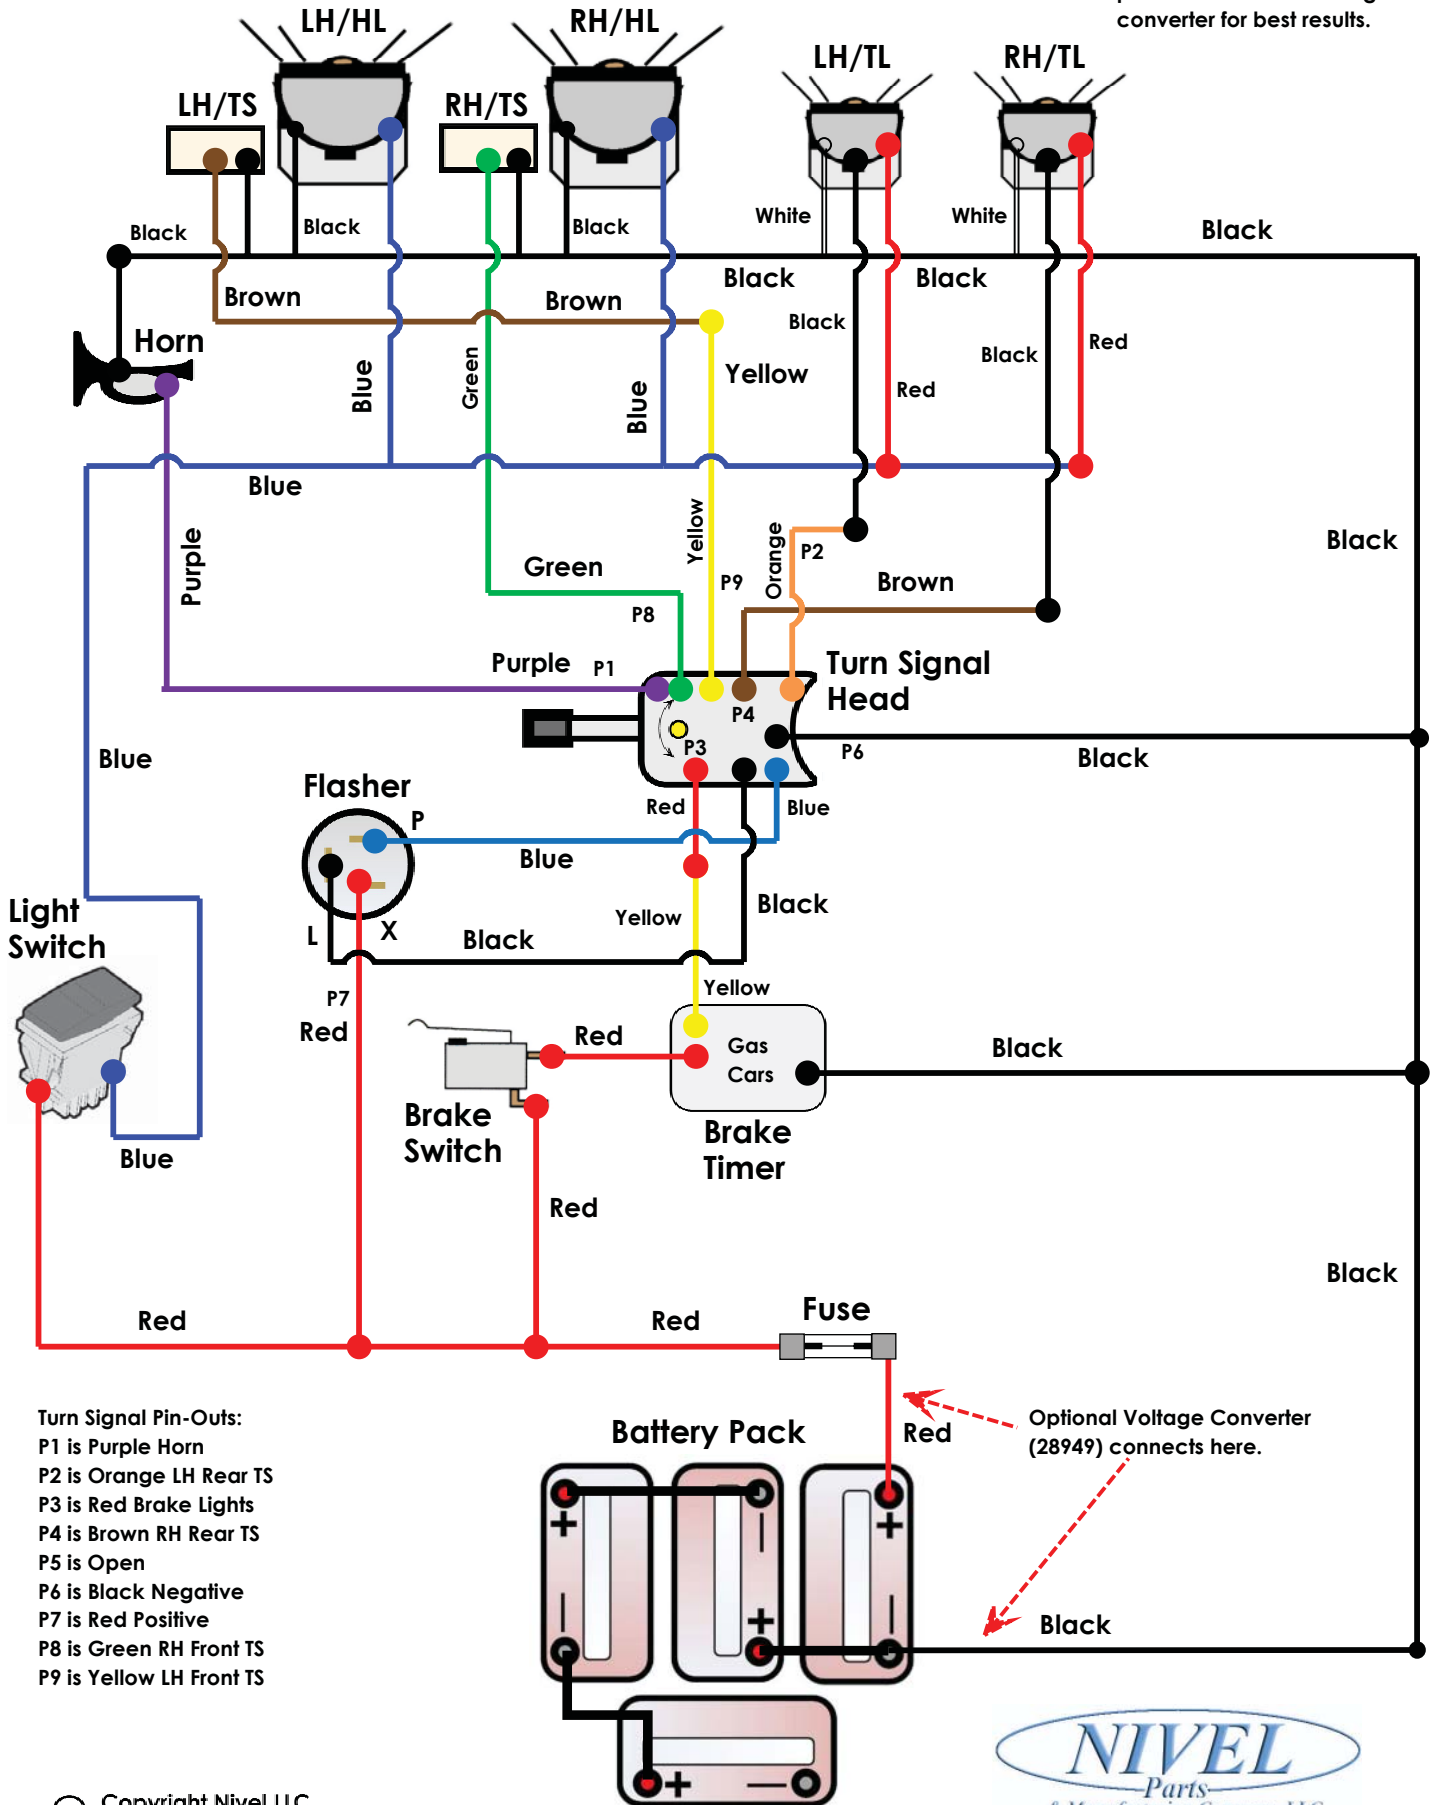 converter for best results.
LH/HL
RH/HL
LH/TL
RH/TL
LH/TS
RH/TS
White
White
Black
Black
Black
Black
Black
Black
Brown
Brown
Black
Horn
Yellow
Black
Red
Red
Blue
Green
Blue
Blue
Purple
Yellow
Orange
P2
Black
Green
P9
Brown
P8
Purple
P1
Turn Signal
Head
P4
P3
P6
Black
Blue
Flasher
P
Red
Blue
Blue
Yellow
Black
Light
Switch
L
X
Black
P7
Red
Yellow
Red
Gas
Cars
Black
Brake
Switch
Brake
Timer
Blue
Red
Black
Red
Red
Fuse
Turn Signal Pin-Outs:
P1 is Purple Horn
P2 is Orange LH Rear TS
P3 is Red Brake Lights
P4 is Brown RH Rear TS
P5 is Open
P6 is Black Negative
P7 is Red Positive
P8 is Green RH Front TS
P9 is Yellow LH Front TS
Battery Pack
Red
Optional Voltage Converter
(28949) connects here.
+
—
+
—
+
Black
+ —
NIVEL
Parts
Copyright Nivel LLC